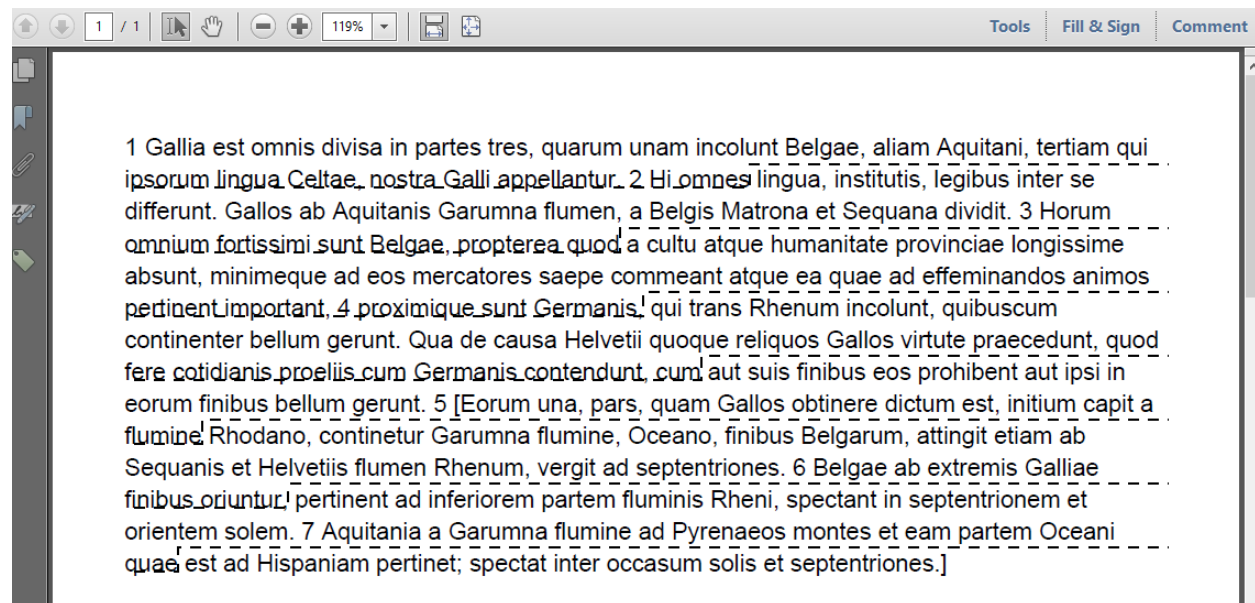 1 / 1 119% Tools Fill & Sign Comment
1 Gallia est omnis divisa in partes tres, quarum unam incolunt Belgae, aliam Aquitani, tertiam qui
ipsorum lingua Celtae, nostra Galli appellantur. 2 Hi omnes lingua, institutis, legibus inter se
differunt. Gallos ab Aquitanis Garumna flumen, a Belgis Matrona et Sequana dividit. 3 Horum
omnium fortissimi sunt Belgae, propterea quod a cultu atque humanitate provinciae longissime
absunt, minimeque ad eos mercatores saepe commeant atque ea quae ad effeminandos animos
pertinent important, 4 proximique sunt Germanis, qui trans Rhenum incolunt, quibuscum
continenter bellum gerunt. Qua de causa Helvetii quoque reliquos Gallos virtute praecedunt, quod
fere cotidianis proeliis cum Germanis contendunt, cum aut suis finibus eos prohibent aut ipsi in
eorum finibus bellum gerunt. 5 [Eorum una, pars, quam Gallos obtinere dictum est, initium capit a
flumine Rhodano, continetur Garumna flumine, Oceano, finibus Belgarum, attingit etiam ab
Sequanis et Helvetiis flumen Rhenum, vergit ad septentriones. 6 Belgae ab extremis Galliae
finibus oriuntur, pertinent ad inferiorem partem fluminis Rheni, spectant in septentrionem et
orientem solem. 7 Aquitania a Garumna flumine ad Pyrenaeos montes et eam partem Oceani
quae est ad Hispaniam pertinet; spectat inter occasum solis et septentriones.]